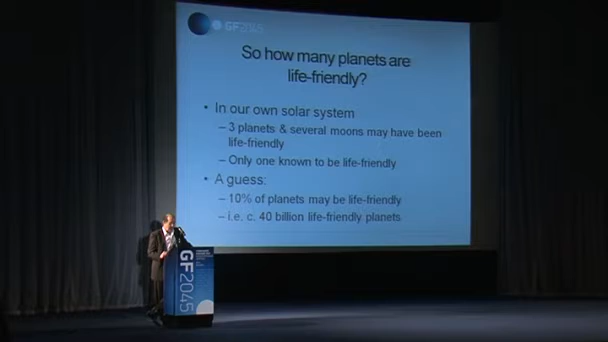 GF2045
So how many planets are
life-friendly?
• In our own solar system
– 3 planets & several moons may have been
life-friendly
– Only one known to be life-friendly
• A guess:
– 10% of planets may be life-friendly
– i.e, c. 40 billion life-friendly planets
GF2045